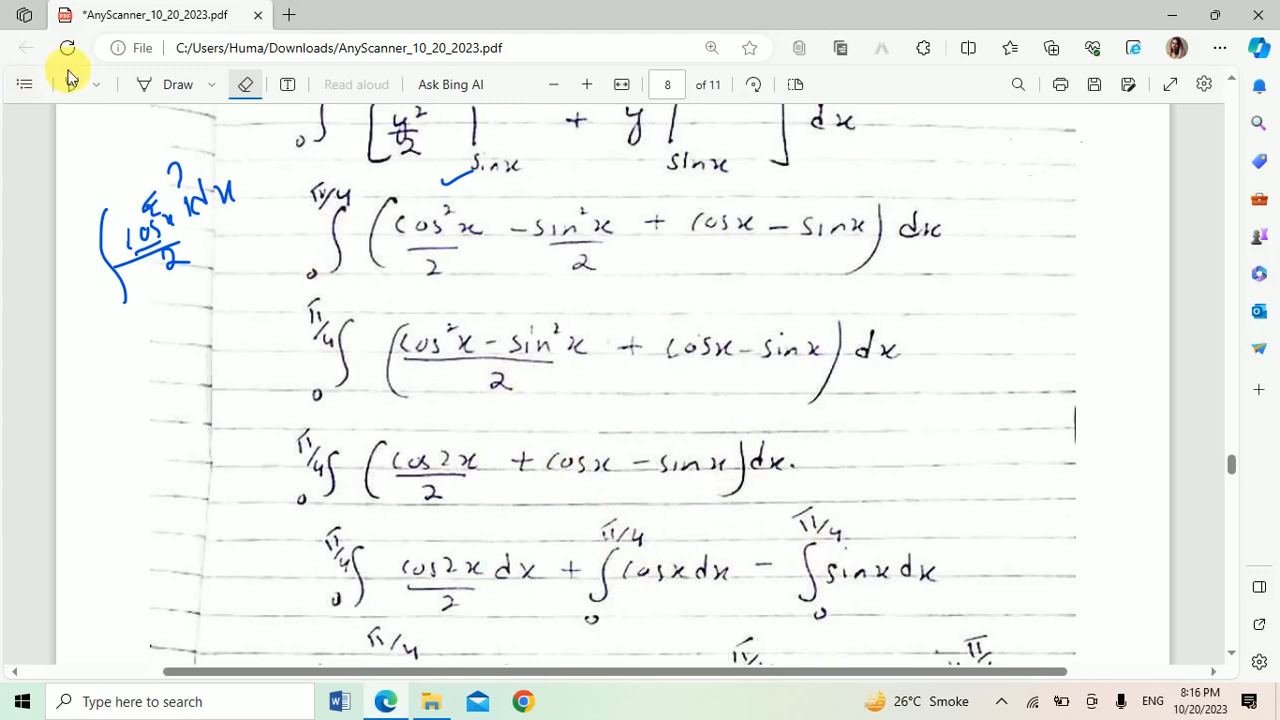 *AnyScanner_10_20_2023.pdf
File C:/Users/Huma/Downloads/AnyScanner_10_20_2023.pdf
Draw Read aloud Ask Bing AI 8 of 11
0∫ [y²/2 |sinx + y |sinx ] dx
π/4 ∫ 0 (cos²x/2 - sin²x/2 + cosx - sinx) dx
∫ cos²x/2 dx ?
π/4 ∫ 0 (cos²x - sin²x/2 + cosx - sinx) dx
π/4 ∫ 0 (cos2x/2 + cosx - sinx) dx.
π/4 ∫ 0 cos2x/2 dx + π/4 ∫ 0 cosx dx - π/4 ∫ 0 sinx dx
π/4 π/ π/
Type here to search
26°C Smoke
ENG
8:16 PM
10/20/2023